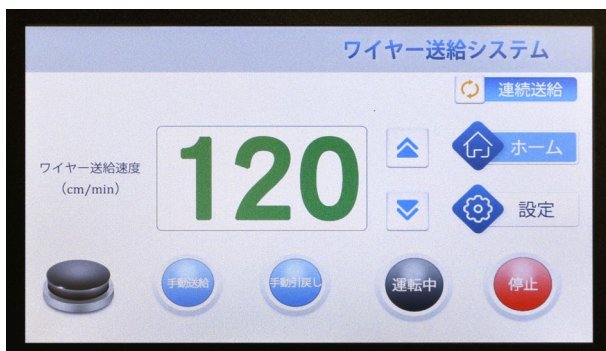 ワイヤー送給システム
連続送給
ワイヤー送給速度
(cm/min)
120
ホーム
設定
手動送給
手動引戻し
運転中
停止